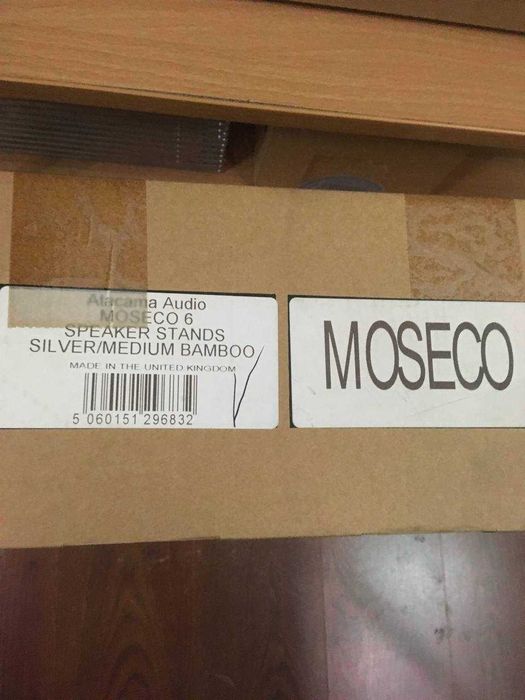 Atacama Audio
MOSECO 6
SPEAKER STANDS
SILVER/MEDIUM BAMBOO
MADE IN THE UNITED KINGDOM
5 060151 296832
MOSECO